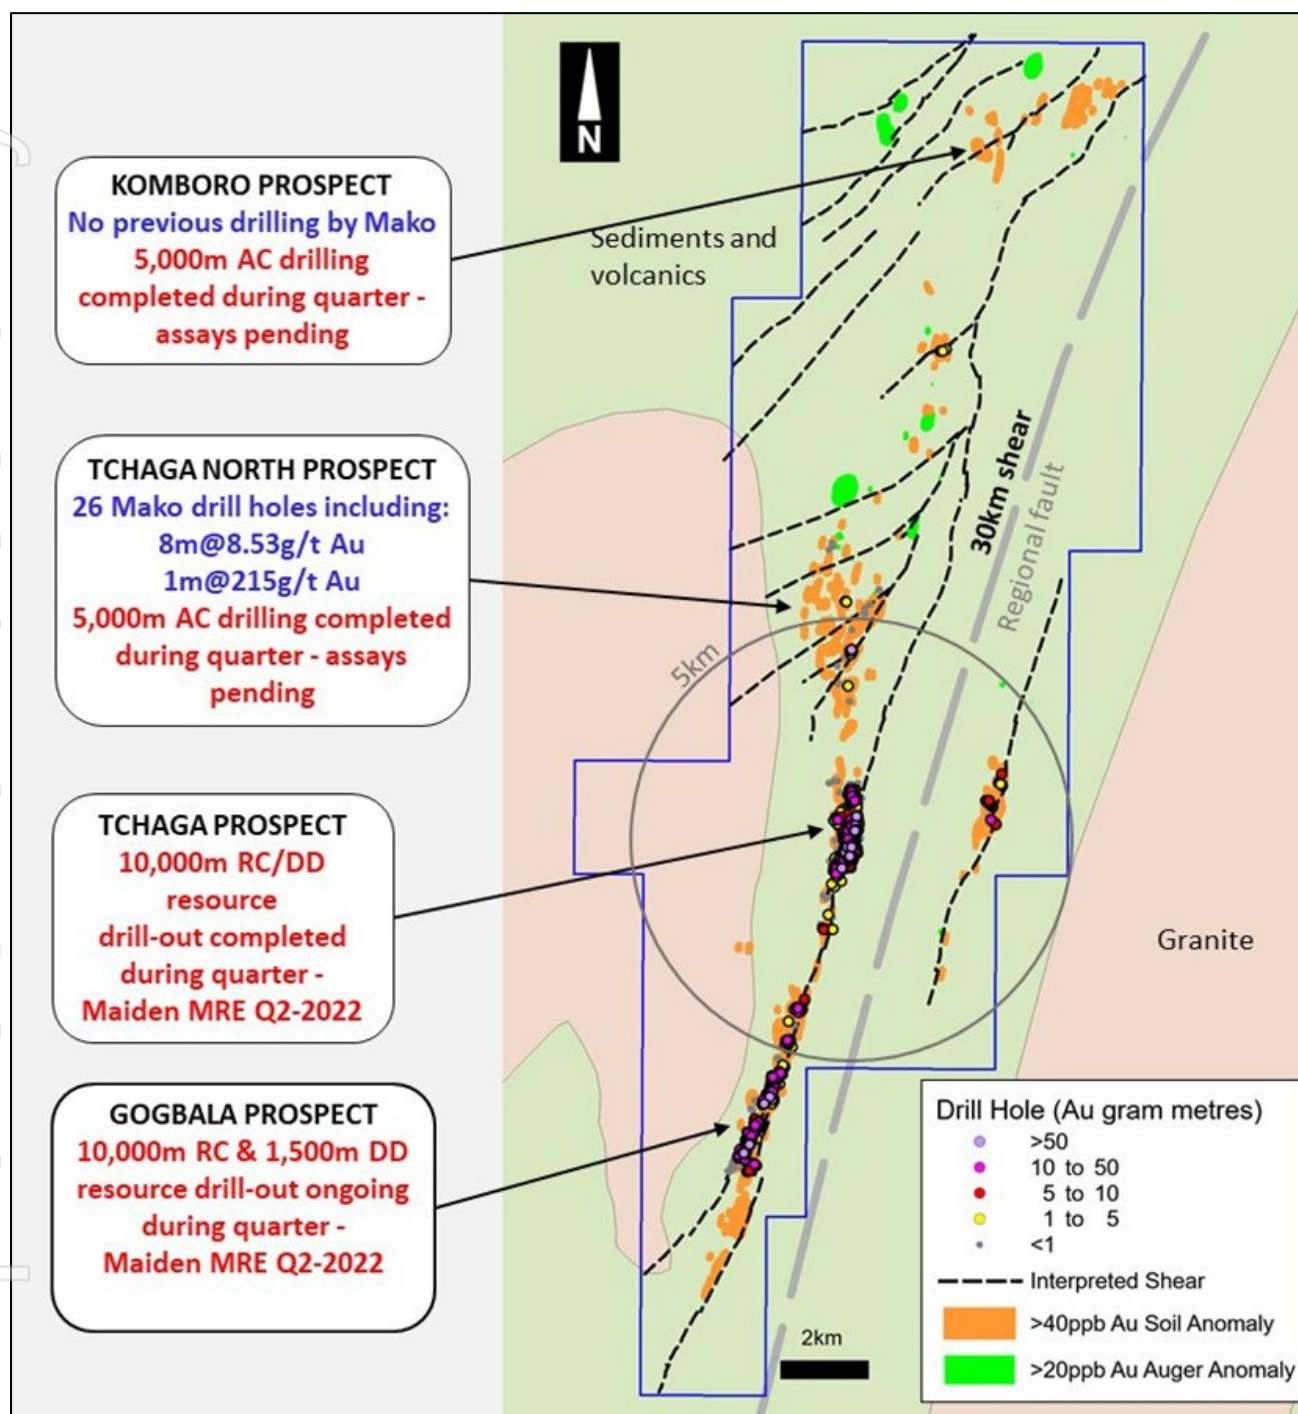 N
KOMBORO PROSPECT
No previous drilling by Mako
5,000m AC drilling
completed during quarter -
assays pending
Sediments and
volcanics
TCHAGA NORTH PROSPECT
26 Mako drill holes including:
8m@8.53g/t Au
1m@215g/t Au
5,000m AC drilling completed
during quarter - assays
pending
30km shear
Regional fault
5km
TCHAGA PROSPECT
10,000m RC/DD
resource
drill-out completed
during quarter -
Maiden MRE Q2-2022
Granite
GOGBALA PROSPECT
10,000m RC & 1,500m DD
resource drill-out ongoing
during quarter -
Maiden MRE Q2-2022
2km
Drill Hole (Au gram metres)
>50
10 to 50
5 to 10
1 to 5
<1
Interpreted Shear
>40ppb Au Soil Anomaly
>20ppb Au Auger Anomaly